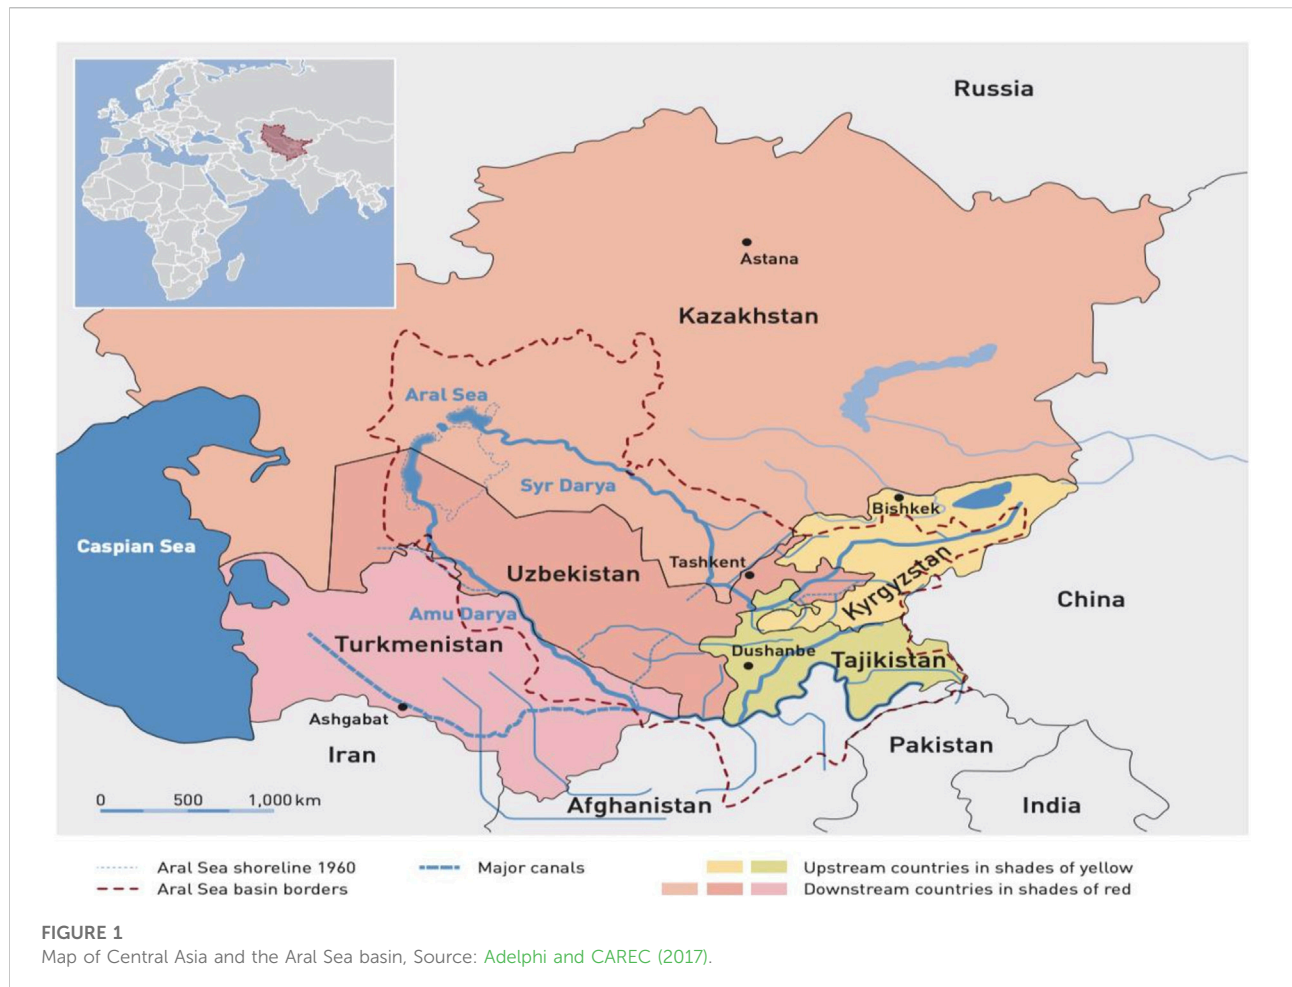 Russia
Astana
Kazakhstan
Aral Sea
Syr Darya
Bishkek
Caspian Sea
Tashkent
Uzbekistan
Kyrgyzstan
China
Amu Darya
Turkmenistan
Dushanbe
Tajikistan
Ashgabat
Iran
Pakistan
0 500 1,000 km
Afghanistan
India
Aral Sea shoreline 1960
Major canals
Upstream countries in shades of yellow
Aral Sea basin borders
Downstream countries in shades of red
FIGURE 1
Map of Central Asia and the Aral Sea basin, Source: Adelphi and CAREC (2017).